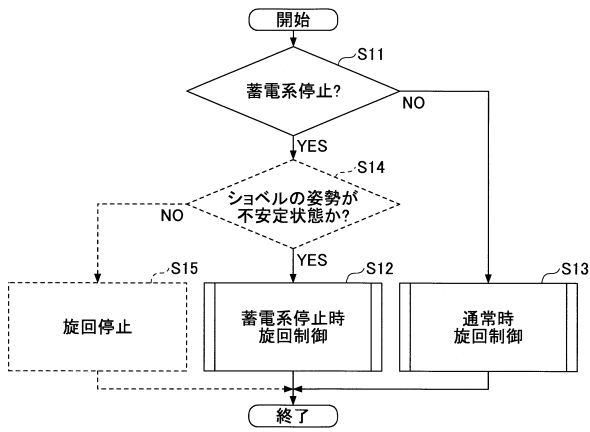 開始
S11
蓄電系停止?
NO
YES
S14
ショベルの姿勢が
不安定状態か?
NO
YES
S15
旋回停止
S12
蓄電系停止時
旋回制御
S13
通常時
旋回制御
終了